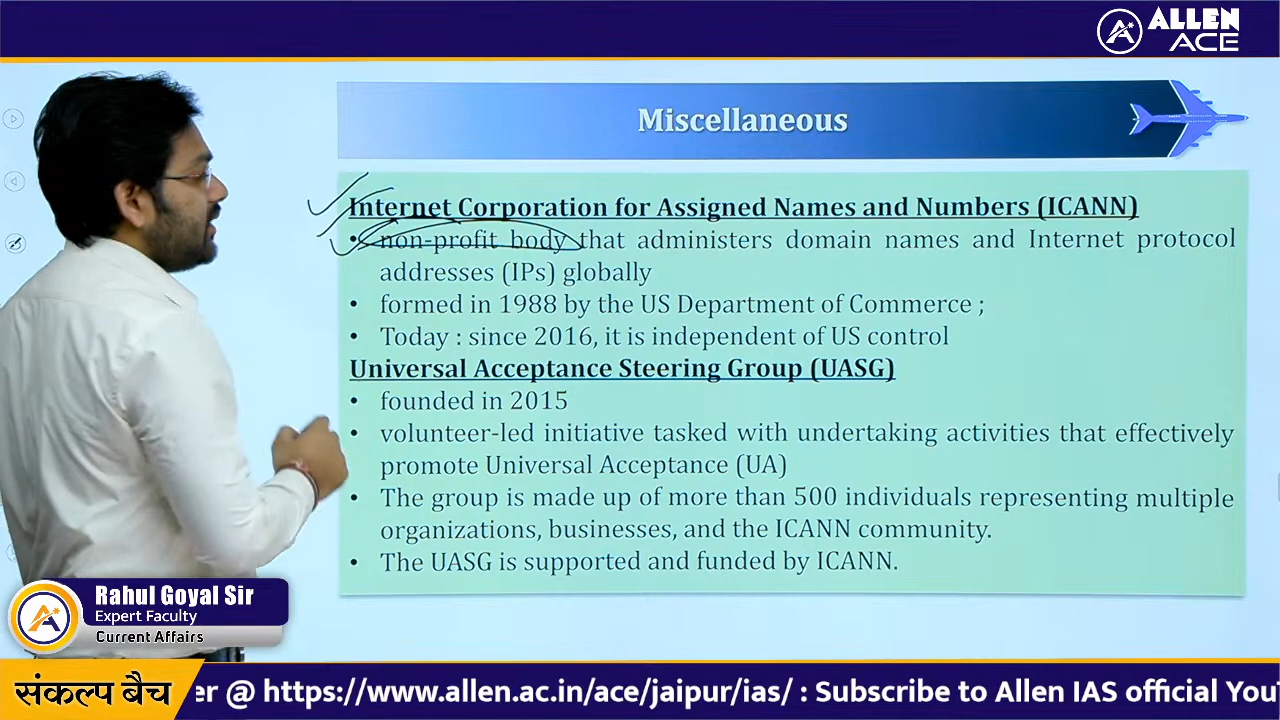 ALLEN
ACE
Miscellaneous
Internet Corporation for Assigned Names and Numbers (ICANN)
• non-profit body that administers domain names and Internet protocol
addresses (IPs) globally
• formed in 1988 by the US Department of Commerce ;
• Today : since 2016, it is independent of US control
Universal Acceptance Steering Group (UASG)
• founded in 2015
• volunteer-led initiative tasked with undertaking activities that effectively
promote Universal Acceptance (UA)
• The group is made up of more than 500 individuals representing multiple
organizations, businesses, and the ICANN community.
• The UASG is supported and funded by ICANN.
Rahul Goyal Sir
Expert Faculty
Current Affairs
संकल्प बैच er @ https://www.allen.ac.in/ace/jaipur/ias/ : Subscribe to Allen IAS official You